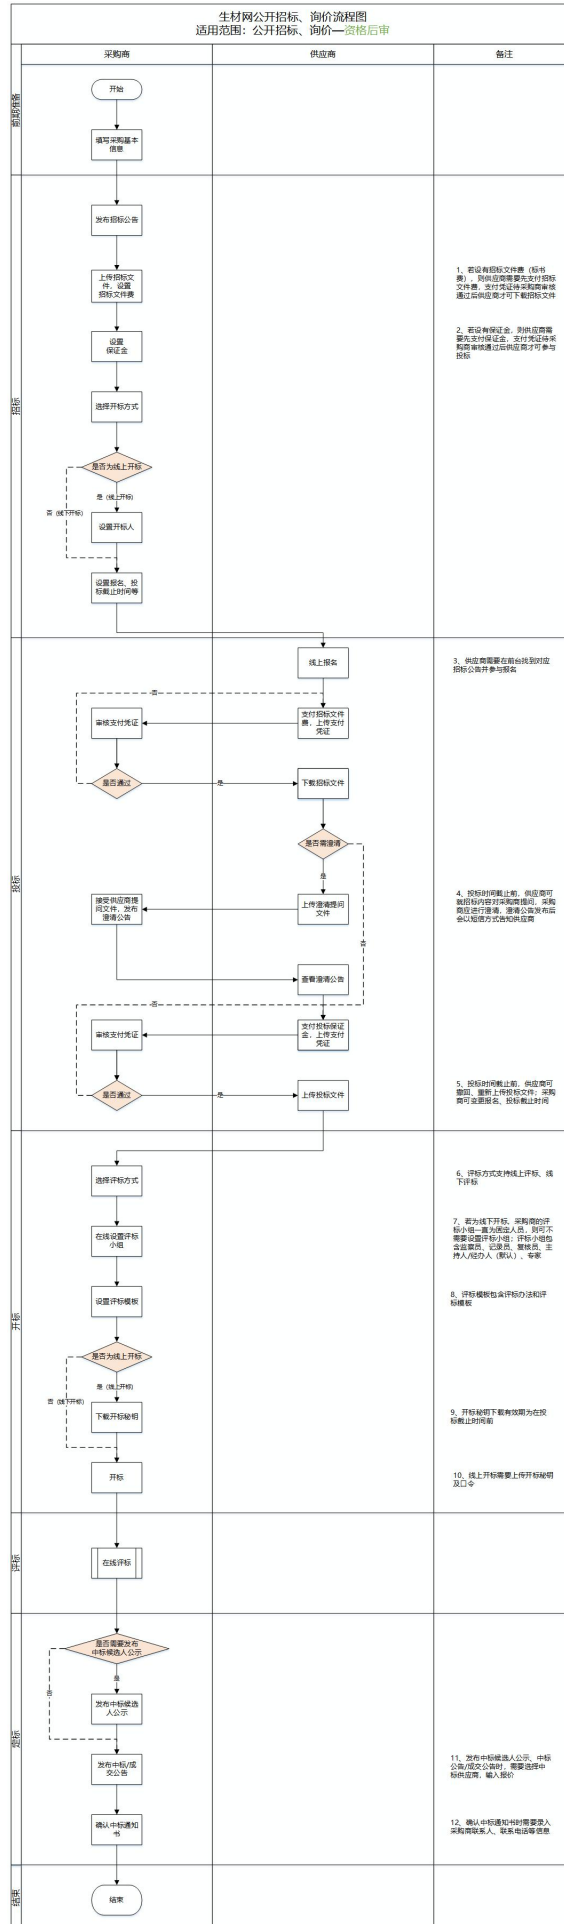 生材网公开招标、询价流程图
适用范围：公开招标、询价—资格后审
采购商
供应商
备注
前期准备
开始
填写采购基本
信息
招标
发布招标公告
上传招标文
件，设置
招标文件费
1、若设有招标文件费（标书
费），则供应商需要先支付招标
文件费，支付凭证待采购商审核
通过后供应商才可下载招标文件
设置
保证金
2、若设有保证金，则供应商需
要先支付保证金，支付凭证待采
购商审核通过后供应商才可参与
投标
选择开标方式
是否为线上开标
是（线上开标）
否（线下开标）
设置开标人
设置报名、投
标截止时间等
投标
线上报名
3、供应商需要在前台找到对应
招标公告并参与报名
否
审核支付凭证
支付招标文件
费，上传支付
凭证
是否通过
是
下载招标文件
是否需澄清
是
否
接受供应商提
问文件，发布
澄清公告
上传澄清提问
文件
4、投标时间截止前，供应商可
就招标内容对采购商提问，采购
商应进行澄清，澄清公告发布后
会以短信方式告知供应商
查看澄清公告
否
审核支付凭证
支付投标保证
金，上传支付
凭证
是否通过
是
上传投标文件
5、投标时间截止前，供应商可
撤回、重新上传投标文件；采购
商可变更报名、投标截止时间
开标
选择评标方式
6、评标方式支持线上评标、线
下评标
在线设置评标
小组
7、若为线下开标，采购商的评
标小组一直为固定人员，则可不
需要设置评标小组；评标小组包
含监察员、记录员、复核员、主
持人/经办人（默认）、专家
设置评标模板
8、评标模板包含评标办法和评
标模板
是否为线上开标
是（线上开标）
否（线下开标）
下载开标秘钥
9、开标秘钥下载有效期为在投
标截止时间前
开标
10、线上开标需要上传开标秘钥
及口令
评标
在线评标
定标
是否需要发布
中标候选人公示
是
否
发布中标候选
人公示
发布中标/成
交公告
11、发布中标候选人公示、中标
公告/成交公告时，需要选择中
标供应商，输入报价
确认中标通知
书
12、确认中标通知书时需要录入
采购商联系人、联系电话等信息
结束
结束